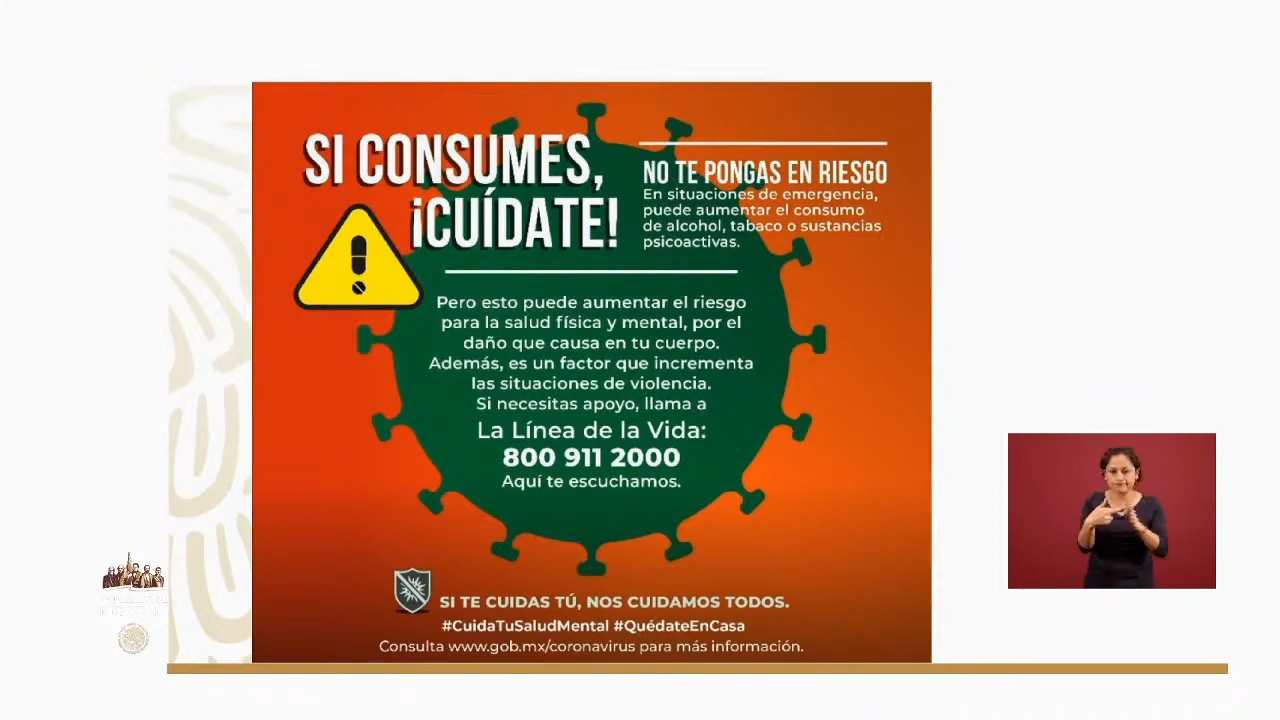 SI CONSUMES,
¡CUÍDATE!
NO TE PONGAS EN RIESGO
En situaciones de emergencia,
puede aumentar el consumo
de alcohol, tabaco o sustancias
psicoactivas.
Pero esto puede aumentar el riesgo
para la salud física y mental, por el
daño que causa en tu cuerpo.
Además, es un factor que incrementa
las situaciones de violencia.
Si necesitas apoyo, llama a
La Línea de la Vida:
800 911 2000
Aquí te escuchamos.
SI TE CUIDAS TÚ, NOS CUIDAMOS TODOS.
#CuidaTuSaludMental #QuédateEnCasa
Consulta www.gob.mx/coronavirus para más información.